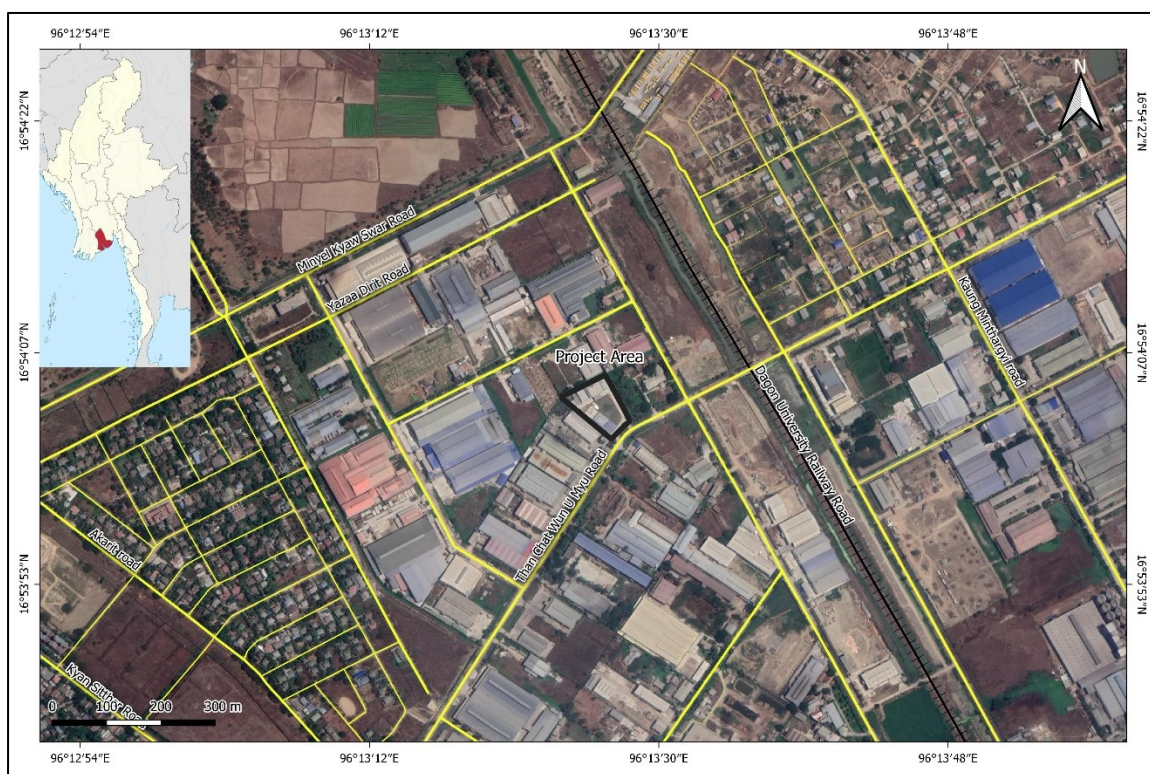 96°12'54"E
96°13'12"E
96°13'30"E
96°13'48"E
16°54'22"N
16°54'22"N
N
Minyel Kyaw Swar Road
Yazaa Dirit Road
Kaung Minthargyi road
16°54'07"N
16°54'07"N
Project Area
Dagon University Railway Road
Than Chat Wun U Myu Road
Akarit road
16°53'53"N
16°53'53"N
Kyan Sitthar Road
0 100 200 300 m
96°12'54"E
96°13'12"E
96°13'30"E
96°13'48"E